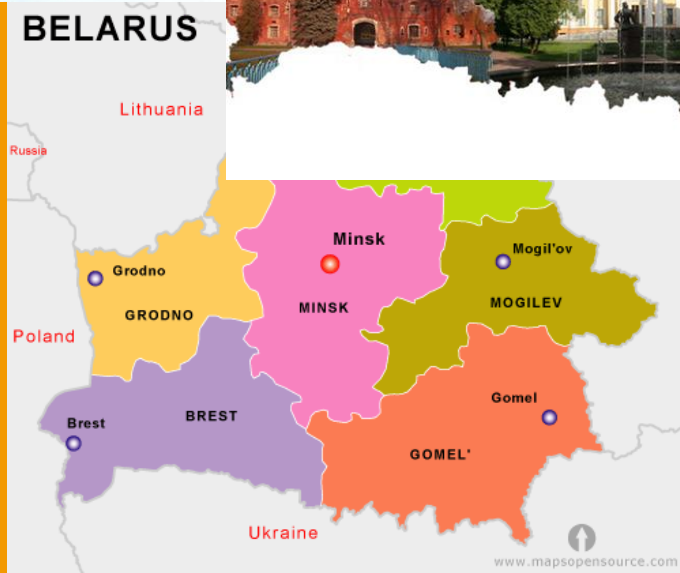 BELARUS
Lithuania
Russia
Minsk
Mogil'ov
Grodno
MINSK
MOGILEV
GRODNO
Poland
Gomel
BREST
Brest
GOMEL'
Ukraine
www.mapsopensource.com